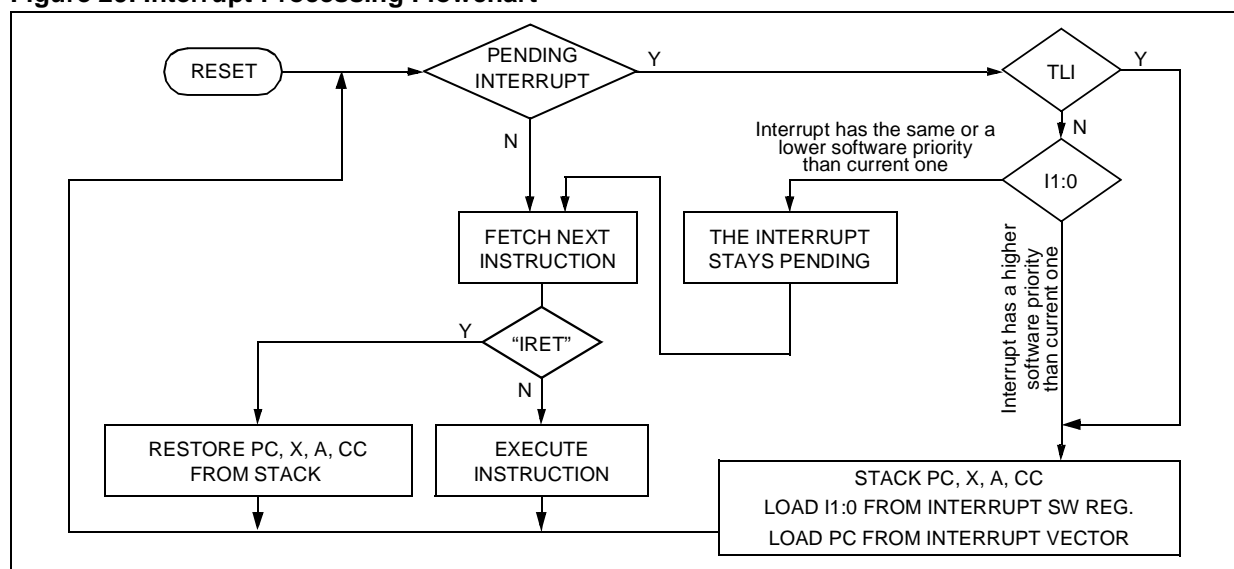 Figure 20. Interrupt Processing Flowchart
RESET
PENDING
INTERRUPT
Y
TLI
Y
N
N
Interrupt has the same or a
lower software priority
than current one
I1:0
FETCH NEXT
INSTRUCTION
THE INTERRUPT
STAYS PENDING
Interrupt has a higher
software priority
than current one
Y
“IRET”
N
RESTORE PC, X, A, CC
FROM STACK
EXECUTE
INSTRUCTION
STACK PC, X, A, CC
LOAD I1:0 FROM INTERRUPT SW REG.
LOAD PC FROM INTERRUPT VECTOR